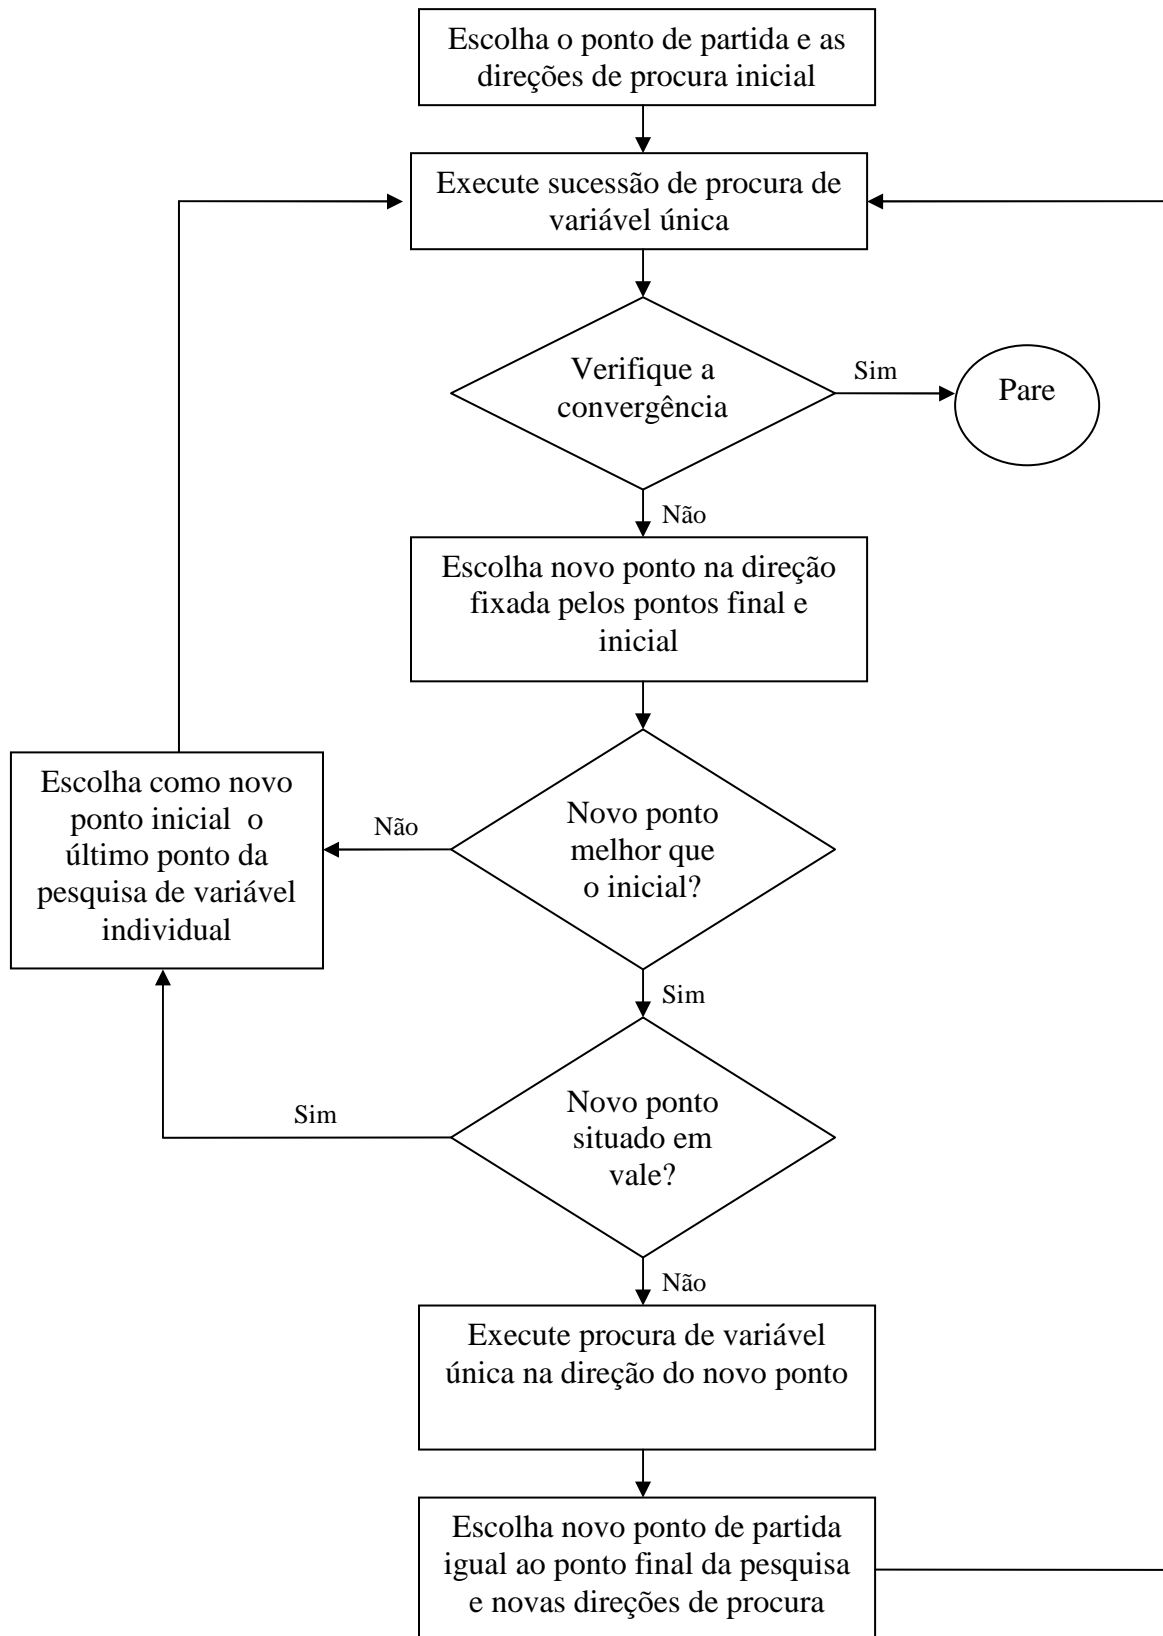 Escolha o ponto de partida e as
direções de procura inicial
Execute sucessão de procura de
variável única
Verifique a
convergência
Sim
Pare
Não
Escolha novo ponto na direção
fixada pelos pontos final e
inicial
Novo ponto
melhor que
o inicial?
Não
Escolha como novo
ponto inicial o
último ponto da
pesquisa de variável
individual
Sim
Novo ponto
situado em
vale?
Sim
Não
Execute procura de variável
única na direção do novo ponto
Escolha novo ponto de partida
igual ao ponto final da pesquisa
e novas direções de procura